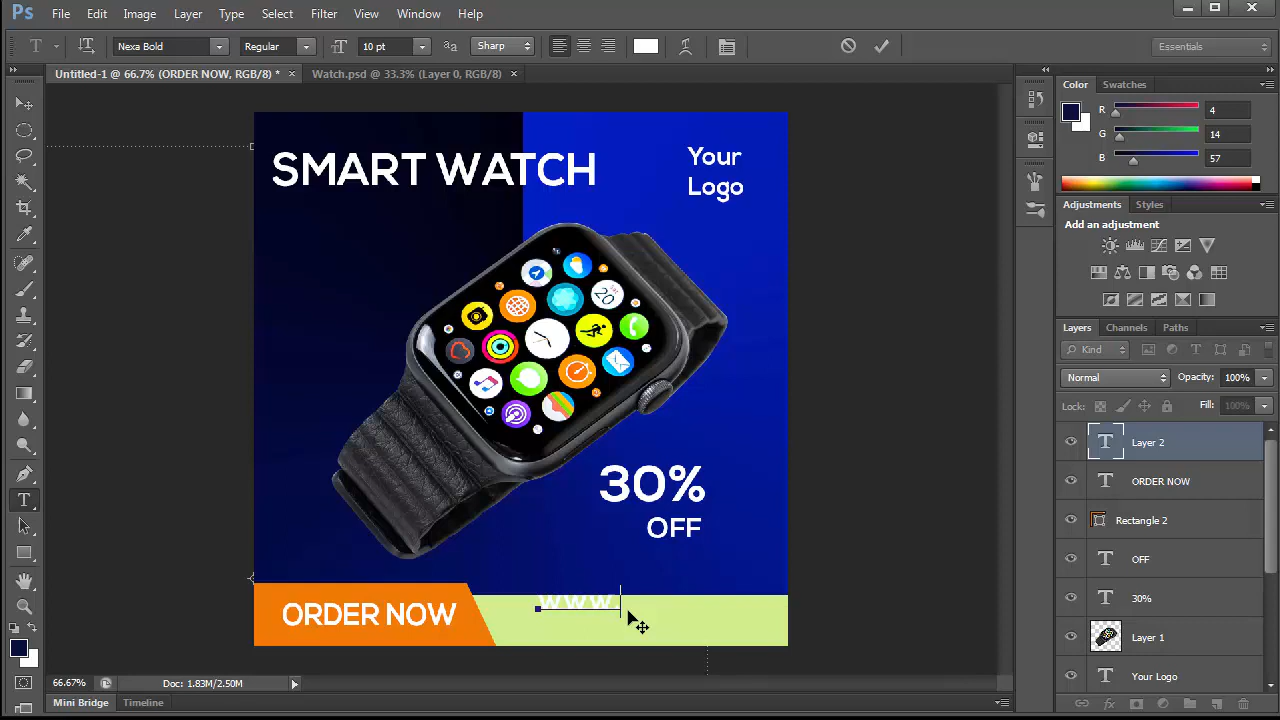 Ps File Edit Image Layer Type Select Filter View Window Help
T Nexa Bold Regular 10 pt Sharp Essentials
Untitled-1 @ 66.7% (ORDER NOW, RGB/8) * × Watch.psd @ 33.3% (Layer 0, RGB/8) ×
SMART WATCH
Your
Logo
20
30%
OFF
ORDER NOW
www
Color Swatches
R 4
G 14
B 57
Adjustments Styles
Add an adjustment
Layers Channels Paths
Kind
Normal Opacity: 100%
Lock: Fill: 100%
Layer 2
ORDER NOW
Rectangle 2
OFF
30%
Layer 1
Your Logo
66.67% Doc: 1.83M/2.50M
Mini Bridge Timeline